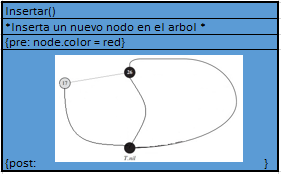 Insertar()
*Inserta un nuevo nodo en el arbol *
{pre: node.color = red}
26
17
T.nil
{post: }